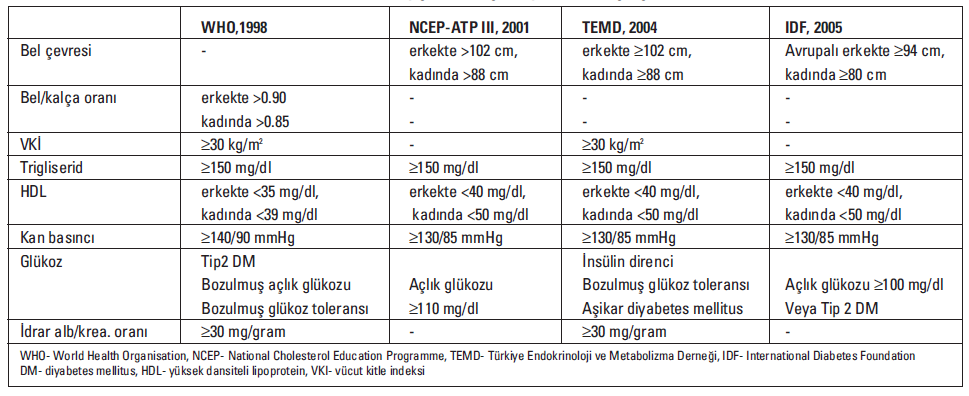 WHO,1998 NCEP-ATP III, 2001 TEMD, 2004 IDF, 2005
Bel çevresi - erkekte >102 cm, erkekte ≥102 cm, Avrupalı erkekte ≥94 cm,
kadında >88 cm kadında ≥88 cm kadında ≥80 cm
Bel/kalça oranı erkekte >0.90 - - -
kadında >0.85 - - -
VKİ ≥30 kg/m² - ≥30 kg/m² -
Trigliserid ≥150 mg/dl ≥150 mg/dl ≥150 mg/dl ≥150 mg/dl
HDL erkekte <35 mg/dl, erkekte <40 mg/dl, erkekte <40 mg/dl, erkekte <40 mg/dl,
kadında <39 mg/dl kadında <50 mg/dl kadında <50 mg/dl kadında <50 mg/dl
Kan basıncı ≥140/90 mmHg ≥130/85 mmHg ≥130/85 mmHg ≥130/85 mmHg
Glükoz Tip2 DM İnsülin direnci
Bozulmuş açlık glükozu Açlık glükozu Bozulmuş glükoz toleransı Açlık glükozu ≥100 mg/dl
Bozulmuş glükoz toleransı ≥110 mg/dl Aşikar diyabetes mellitus Veya Tip 2 DM
İdrar alb/krea. oranı ≥30 mg/gram - ≥30 mg/gram -
WHO- World Health Organisation, NCEP- National Cholesterol Education Programme, TEMD- Türkiye Endokrinoloji ve Metabolizma Derneği, IDF- International Diabetes Foundation
DM- diyabetes mellitus, HDL- yüksek dansiteli lipoprotein, VKI- vücut kitle indeksi